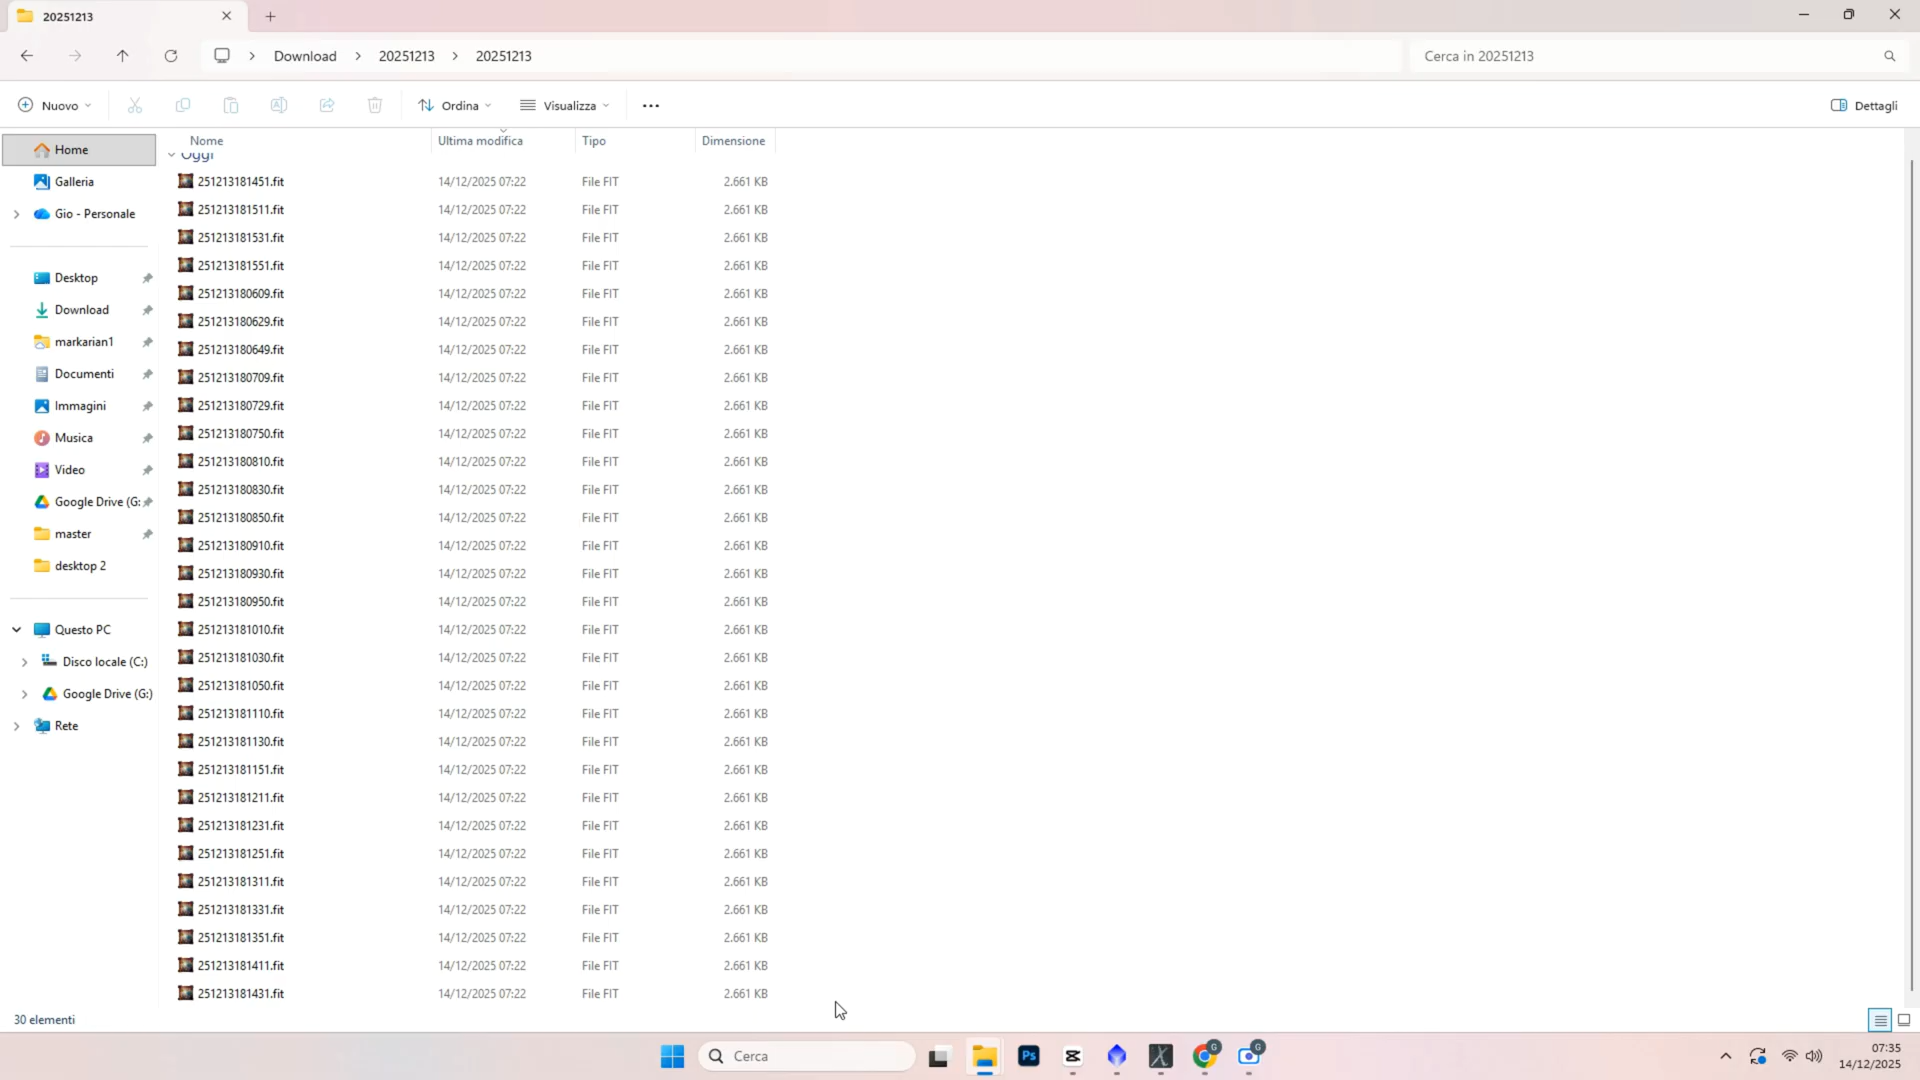 20251213
Download
20251213
20251213
Cerca in 20251213
Nuovo
Ordina
Visualizza
Dettagli
Nome
Ultima modifica
Tipo
Dimensione
Oggi
251213181451.fit 14/12/2025 07:22 File FIT 2.661 KB
251213181511.fit 14/12/2025 07:22 File FIT 2.661 KB
251213181531.fit 14/12/2025 07:22 File FIT 2.661 KB
251213181551.fit 14/12/2025 07:22 File FIT 2.661 KB
251213180609.fit 14/12/2025 07:22 File FIT 2.661 KB
251213180629.fit 14/12/2025 07:22 File FIT 2.661 KB
251213180649.fit 14/12/2025 07:22 File FIT 2.661 KB
251213180709.fit 14/12/2025 07:22 File FIT 2.661 KB
251213180729.fit 14/12/2025 07:22 File FIT 2.661 KB
251213180750.fit 14/12/2025 07:22 File FIT 2.661 KB
251213180810.fit 14/12/2025 07:22 File FIT 2.661 KB
251213180830.fit 14/12/2025 07:22 File FIT 2.661 KB
251213180850.fit 14/12/2025 07:22 File FIT 2.661 KB
251213180910.fit 14/12/2025 07:22 File FIT 2.661 KB
251213180930.fit 14/12/2025 07:22 File FIT 2.661 KB
251213180950.fit 14/12/2025 07:22 File FIT 2.661 KB
251213181010.fit 14/12/2025 07:22 File FIT 2.661 KB
251213181030.fit 14/12/2025 07:22 File FIT 2.661 KB
251213181050.fit 14/12/2025 07:22 File FIT 2.661 KB
251213181110.fit 14/12/2025 07:22 File FIT 2.661 KB
251213181130.fit 14/12/2025 07:22 File FIT 2.661 KB
251213181151.fit 14/12/2025 07:22 File FIT 2.661 KB
251213181211.fit 14/12/2025 07:22 File FIT 2.661 KB
251213181231.fit 14/12/2025 07:22 File FIT 2.661 KB
251213181251.fit 14/12/2025 07:22 File FIT 2.661 KB
251213181311.fit 14/12/2025 07:22 File FIT 2.661 KB
251213181331.fit 14/12/2025 07:22 File FIT 2.661 KB
251213181351.fit 14/12/2025 07:22 File FIT 2.661 KB
251213181411.fit 14/12/2025 07:22 File FIT 2.661 KB
251213181431.fit 14/12/2025 07:22 File FIT 2.661 KB
Home
Galleria
Gio - Personale
Desktop
Download
markarian1
Documenti
Immagini
Musica
Video
Google Drive (G:
master
desktop 2
Questo PC
Disco locale (C:)
Google Drive (G:)
Rete
30 elementi
Cerca
Ps
G
G
07:35
14/12/2025